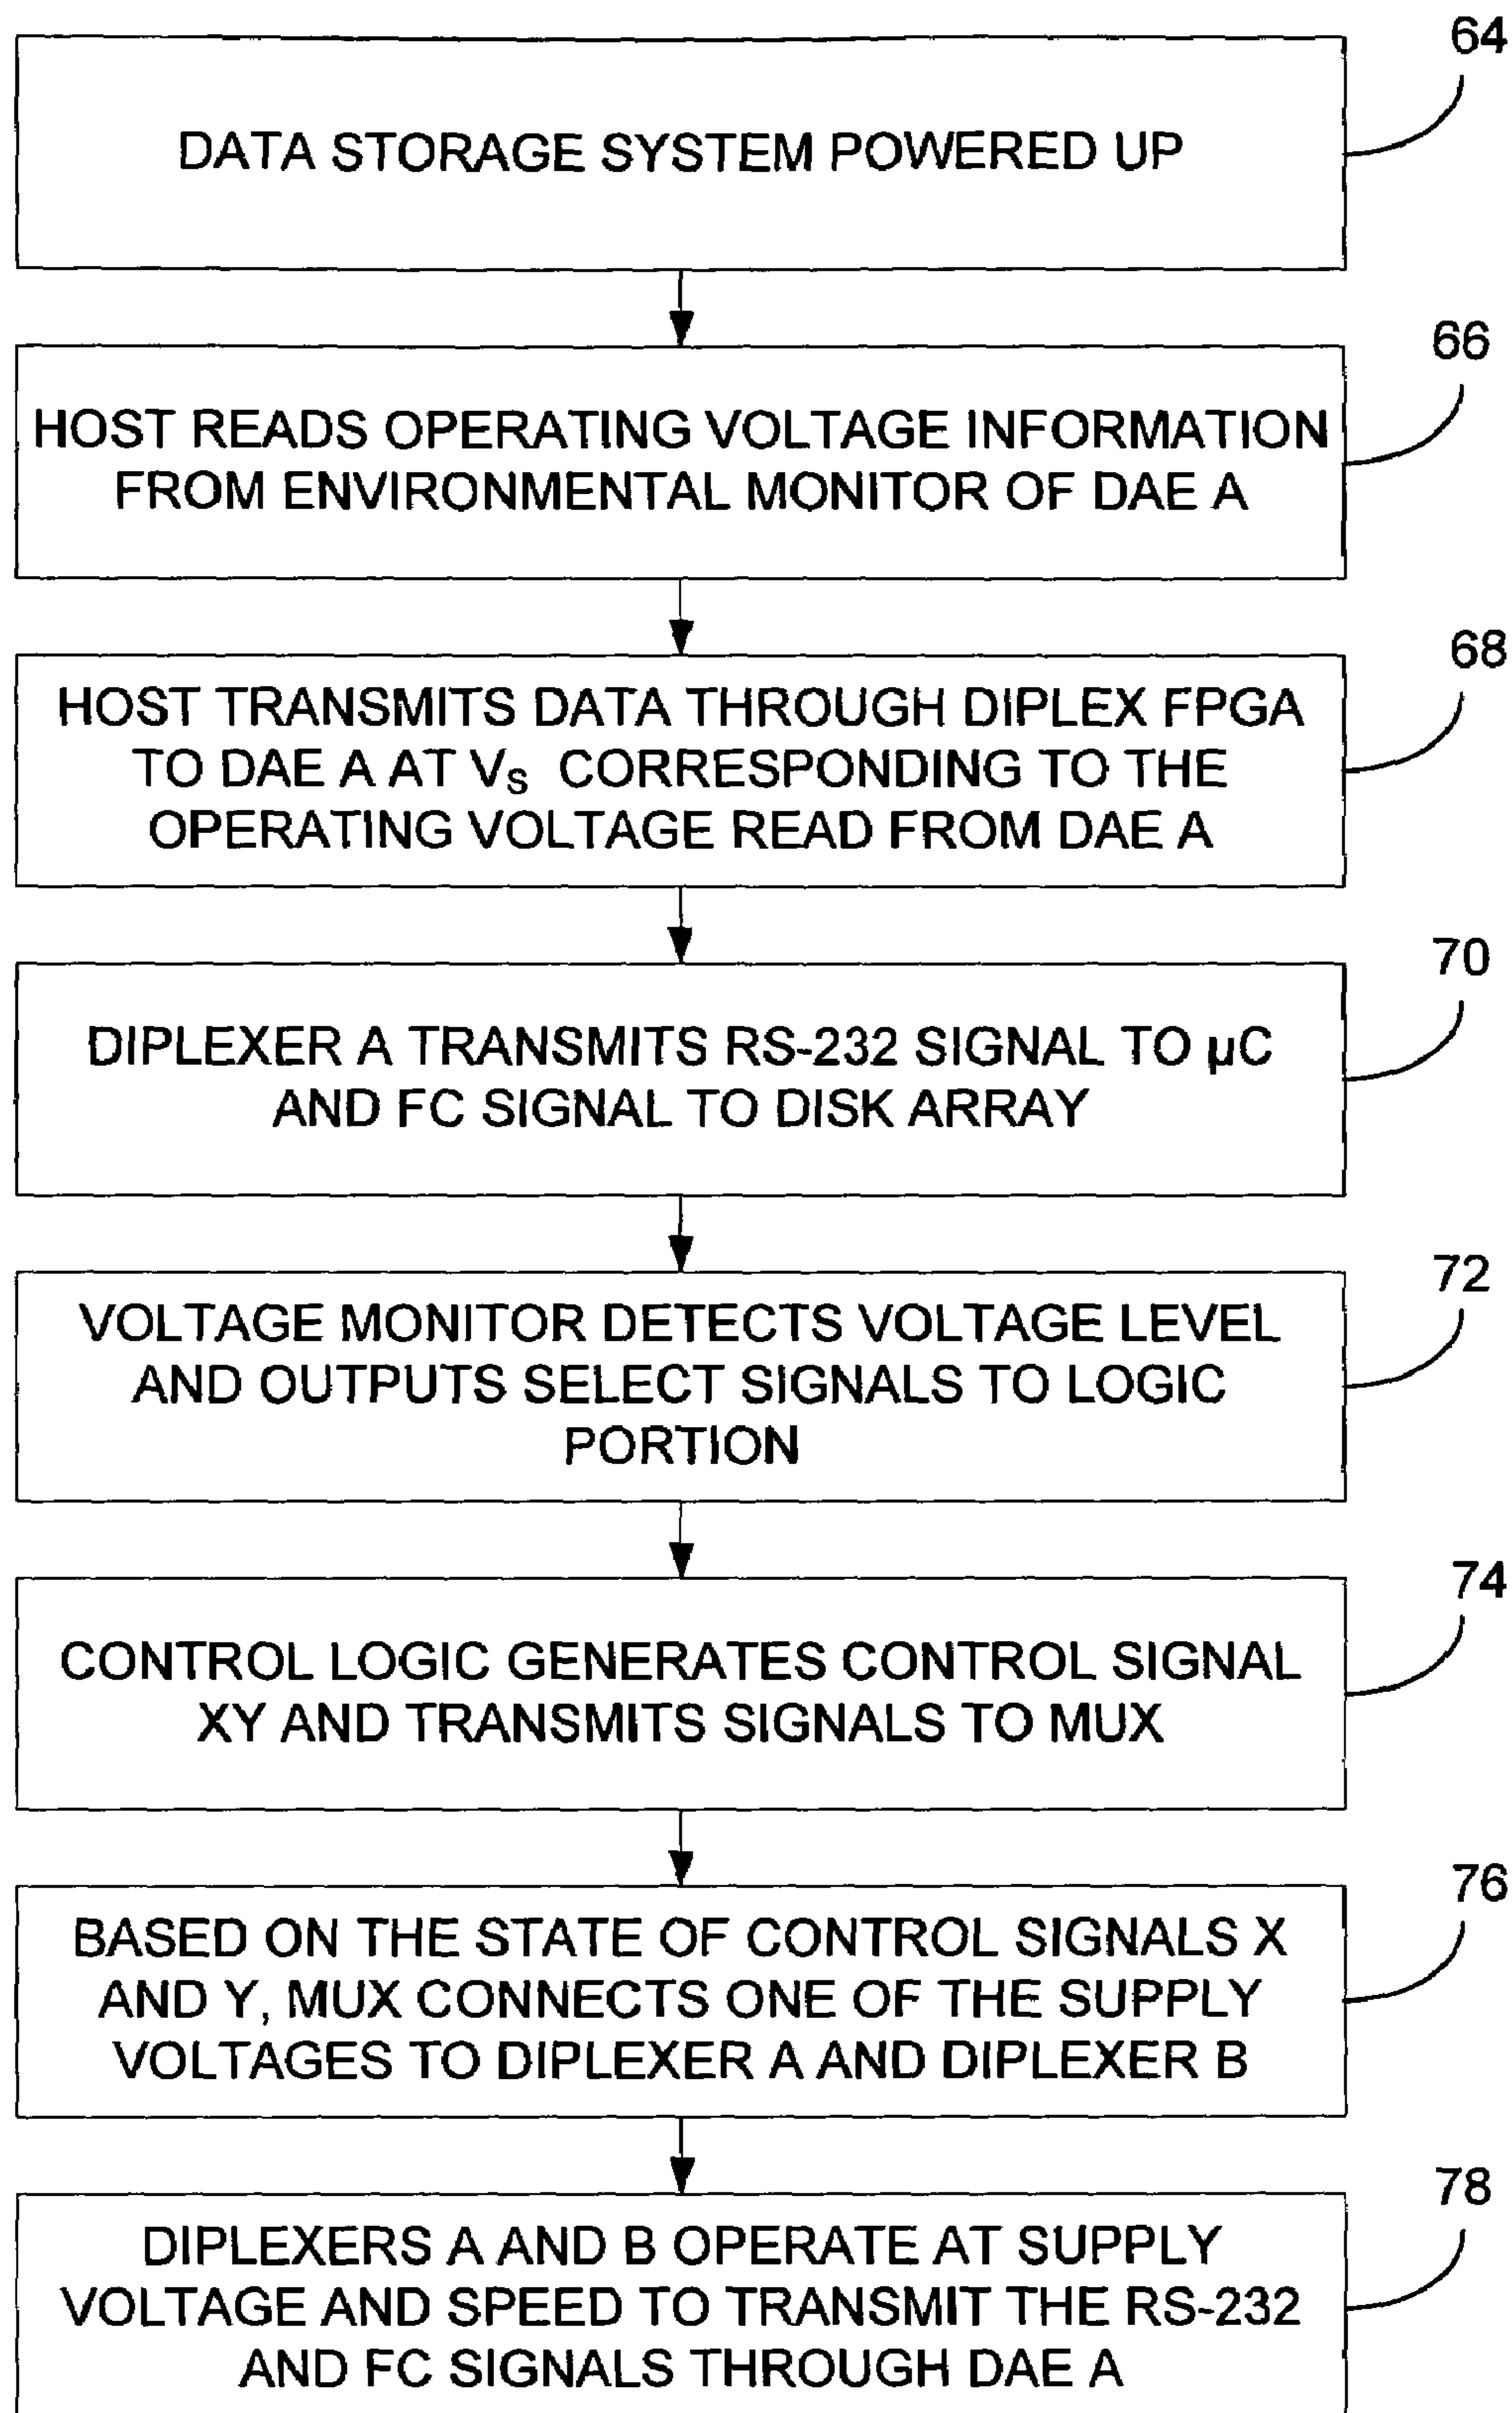 64
DATA STORAGE SYSTEM POWERED UP
66
HOST READS OPERATING VOLTAGE INFORMATION
FROM ENVIRONMENTAL MONITOR OF DAE A
68
HOST TRANSMITS DATA THROUGH DIPLEX FPGA
TO DAE A AT VS CORRESPONDING TO THE
OPERATING VOLTAGE READ FROM DAE A
70
DIPLEXER A TRANSMITS RS-232 SIGNAL TO µC
AND FC SIGNAL TO DISK ARRAY
72
VOLTAGE MONITOR DETECTS VOLTAGE LEVEL
AND OUTPUTS SELECT SIGNALS TO LOGIC
PORTION
74
CONTROL LOGIC GENERATES CONTROL SIGNAL
XY AND TRANSMITS SIGNALS TO MUX
76
BASED ON THE STATE OF CONTROL SIGNALS X
AND Y, MUX CONNECTS ONE OF THE SUPPLY
VOLTAGES TO DIPLEXER A AND DIPLEXER B
78
DIPLEXERS A AND B OPERATE AT SUPPLY
VOLTAGE AND SPEED TO TRANSMIT THE RS-232
AND FC SIGNALS THROUGH DAE A